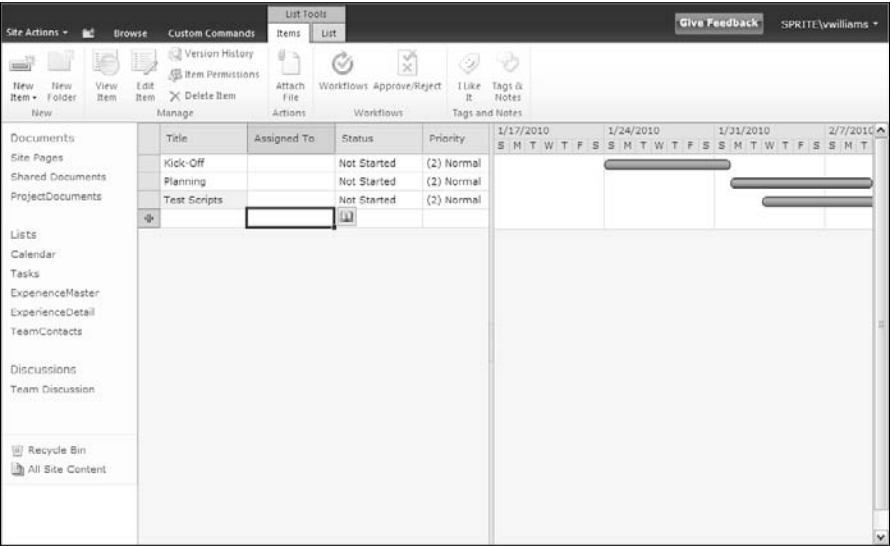 List Tools
Give Feedback
SPRITE\vwilliams
Site Actions
Browse
Custom Commands
Items
List
New Item
New Folder
View Item
Edit Item
Version History
Item Permissions
Delete Item
Attach File
Workflows
Approve/Reject
I Like It
Tags & Notes
New
Manage
Actions
Workflows
Tags and Notes
Documents
Site Pages
Shared Documents
ProjectDocuments
Lists
Calendar
Tasks
ExperienceMaster
ExperienceDetail
TeamContacts
Discussions
Team Discussion
Recycle Bin
All Site Content
Title Assigned To Status Priority
Kick-Off Not Started (2) Normal
Planning Not Started (2) Normal
Test Scripts Not Started (2) Normal
1/17/2010 1/24/2010 1/31/2010 2/7/2010
S M T W T F S S M T W T F S S M T W T F S S M T